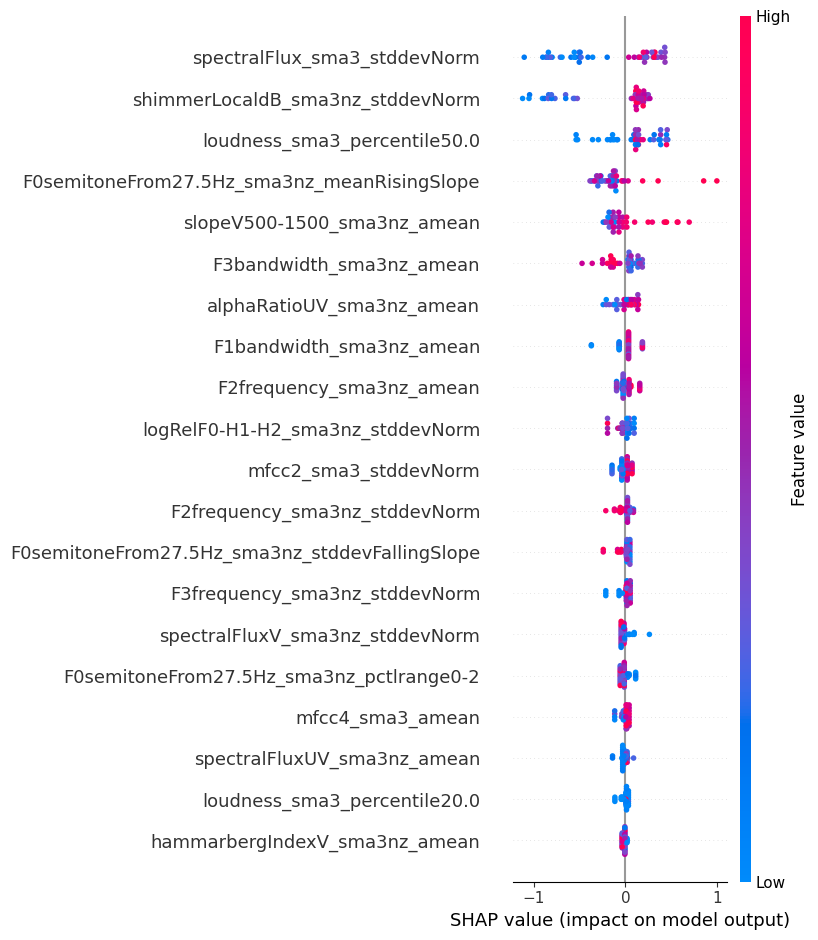 High
spectralFlux_sma3_stddevNorm
shimmerLocaldB_sma3nz_stddevNorm
loudness_sma3_percentile50.0
F0semitoneFrom27.5Hz_sma3nz_meanRisingSlope
slopeV500-1500_sma3nz_amean
F3bandwidth_sma3nz_amean
alphaRatioUV_sma3nz_amean
F1bandwidth_sma3nz_amean
F2frequency_sma3nz_amean
logRelF0-H1-H2_sma3nz_stddevNorm
mfcc2_sma3_stddevNorm
F2frequency_sma3nz_stddevNorm
F0semitoneFrom27.5Hz_sma3nz_stddevFallingSlope
F3frequency_sma3nz_stddevNorm
spectralFluxV_sma3nz_stddevNorm
F0semitoneFrom27.5Hz_sma3nz_pctlrange0-2
mfcc4_sma3_amean
spectralFluxUV_sma3nz_amean
loudness_sma3_percentile20.0
hammarbergIndexV_sma3nz_amean
Feature value
Low
−1 0 1
SHAP value (impact on model output)